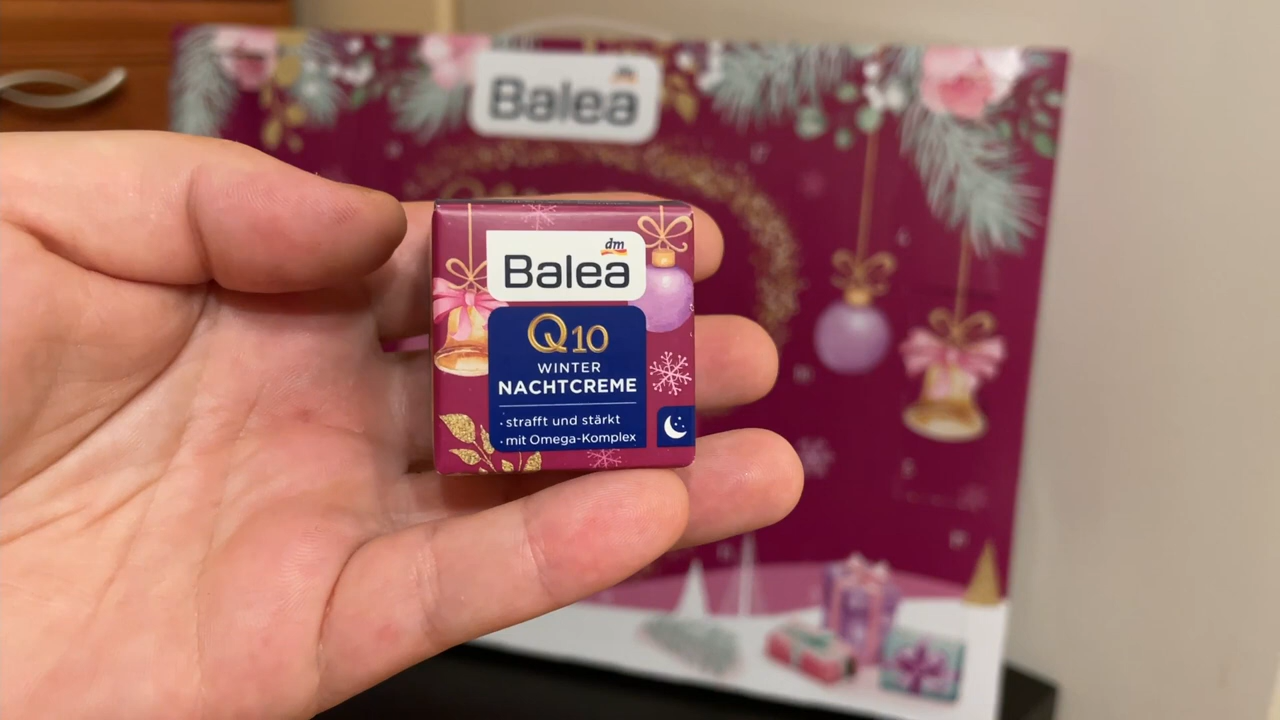 Balea
dm
Balea
Q10
WINTER
NACHTCREME
· strafft und stärkt
· mit Omega-Komplex